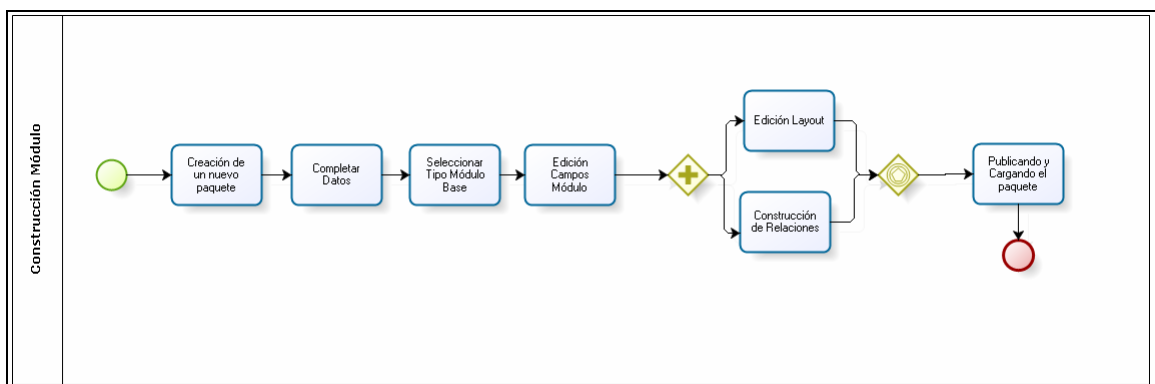 Construcción Módulo
Creación de
un nuevo
paquete
Completar
Datos
Seleccionar
Tipo Módulo
Base
Edición
Campos
Módulo
Edición Layout
Construcción
de Relaciones
Publicando y
Cargando el
paquete